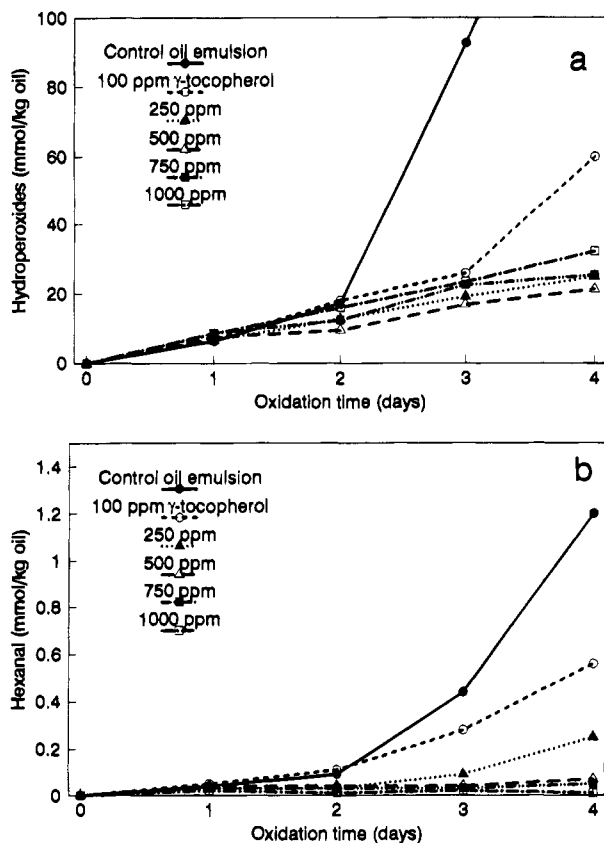 100
80
60
40
20
0
Hydroperoxides (mmol/kg oil)
Control oil emulsion
100 ppm γ-tocopherol
250 ppm
500 ppm
750 ppm
1000 ppm
a
0 1 2 3 4
Oxidation time (days)
1.4
1.2
1
0.8
0.6
0.4
0.2
0
Hexanal (mmol/kg oil)
Control oil emulsion
100 ppm γ-tocopherol
250 ppm
500 ppm
750 ppm
1000 ppm
b
0 1 2 3 4
Oxidation time (days)